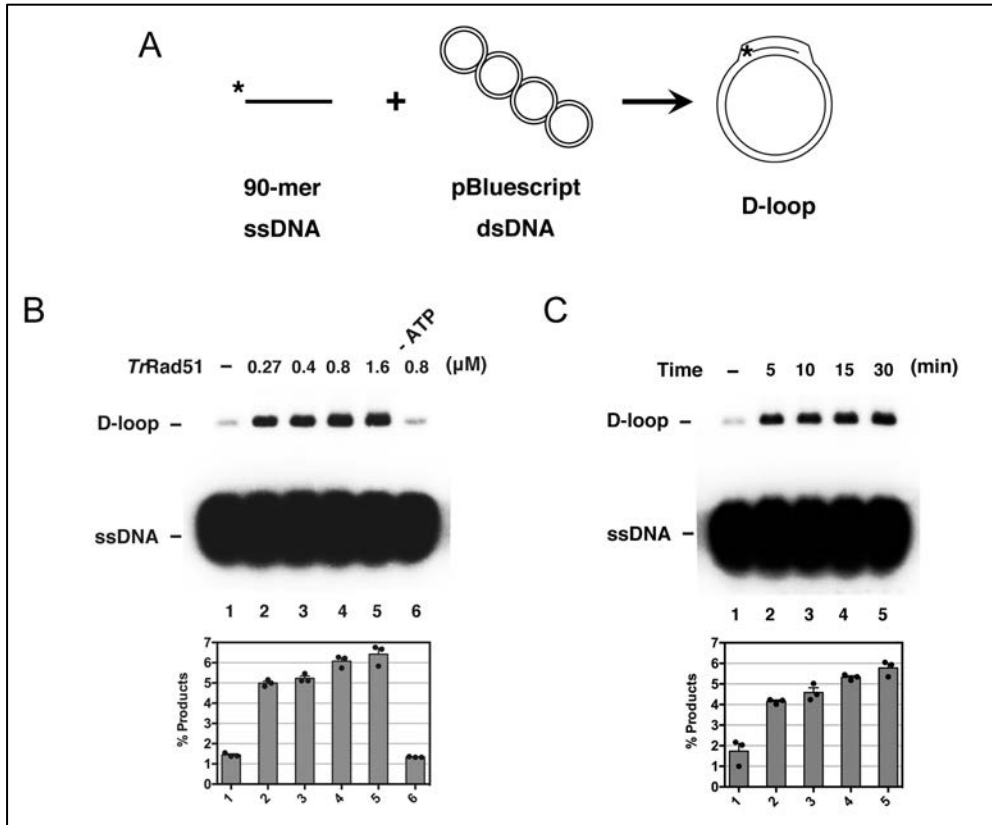 A
*
+
*
90-mer
ssDNA
pBluescript
dsDNA
D-loop
B
- ATP
TrRad51 – 0.27 0.4 0.8 1.6 0.8 (µM)
D-loop –
ssDNA –
1 2 3 4 5 6
% Products
7
6
5
4
3
2
1
0
1 2 3 4 5 6
C
Time – 5 10 15 30 (min)
D-loop –
ssDNA –
1 2 3 4 5
% Products
7
6
5
4
3
2
1
0
1 2 3 4 5